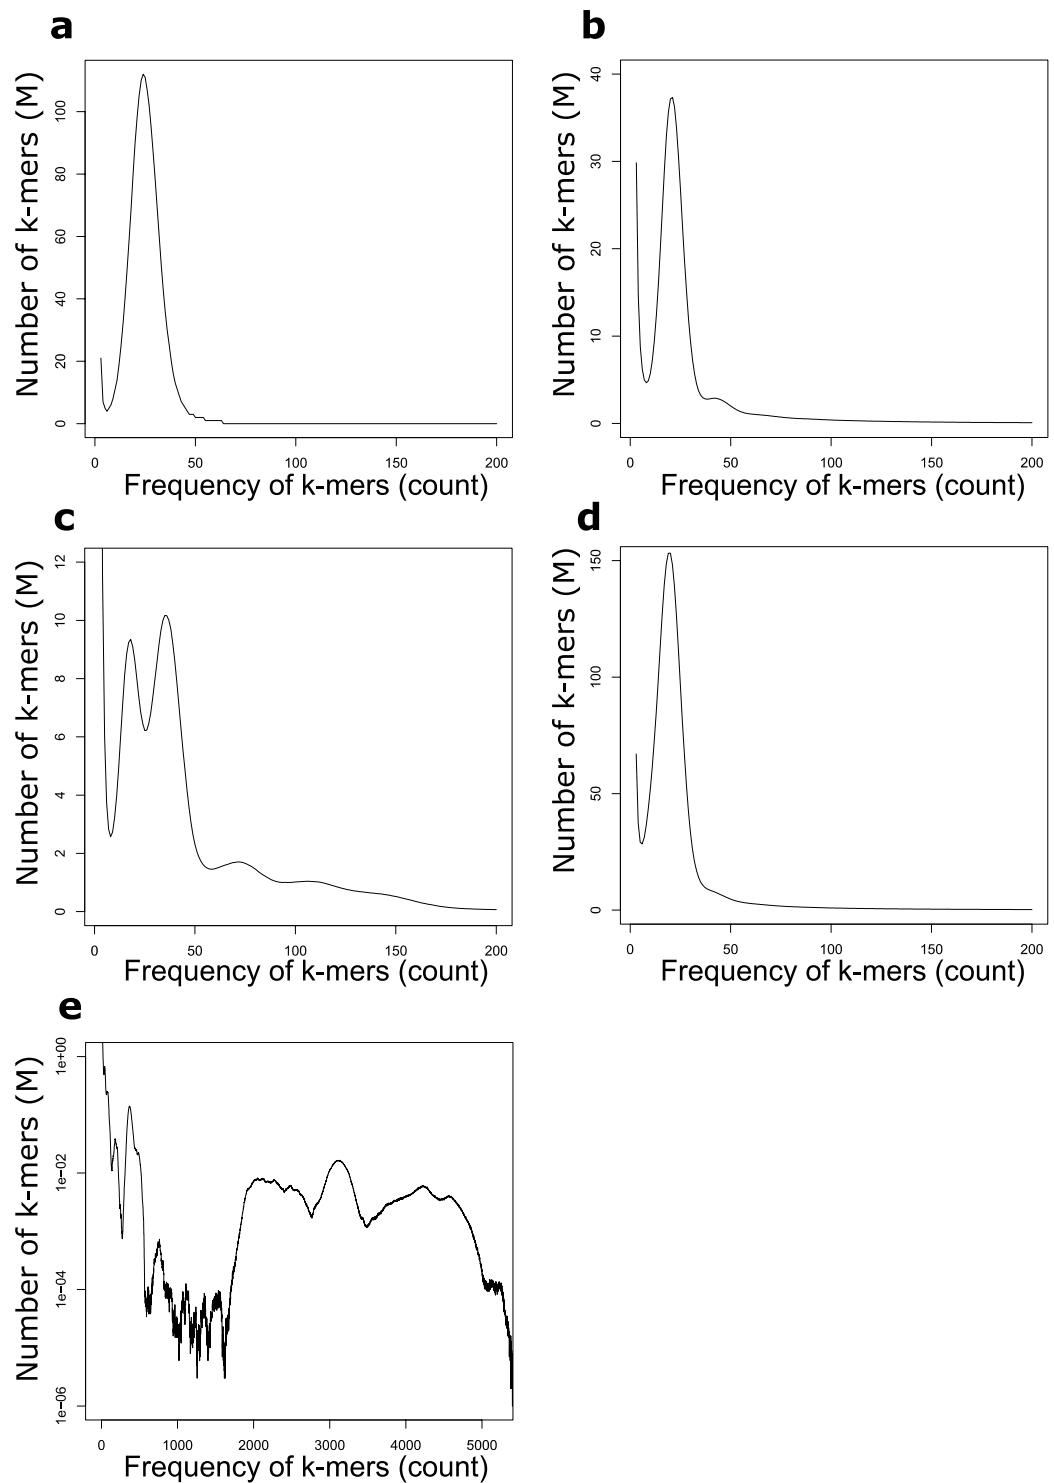 a
Number of k-mers (M)
0 20 40 60 80 100
0 50 100 150 200
Frequency of k-mers (count)
b
Number of k-mers (M)
0 10 20 30 40
0 50 100 150 200
Frequency of k-mers (count)
c
Number of k-mers (M)
0 2 4 6 8 10 12
0 50 100 150 200
Frequency of k-mers (count)
d
Number of k-mers (M)
0 50 100 150
0 50 100 150 200
Frequency of k-mers (count)
e
Number of k-mers (M)
1e-06 1e-04 1e-02 1e+00
0 1000 2000 3000 4000 5000
Frequency of k-mers (count)